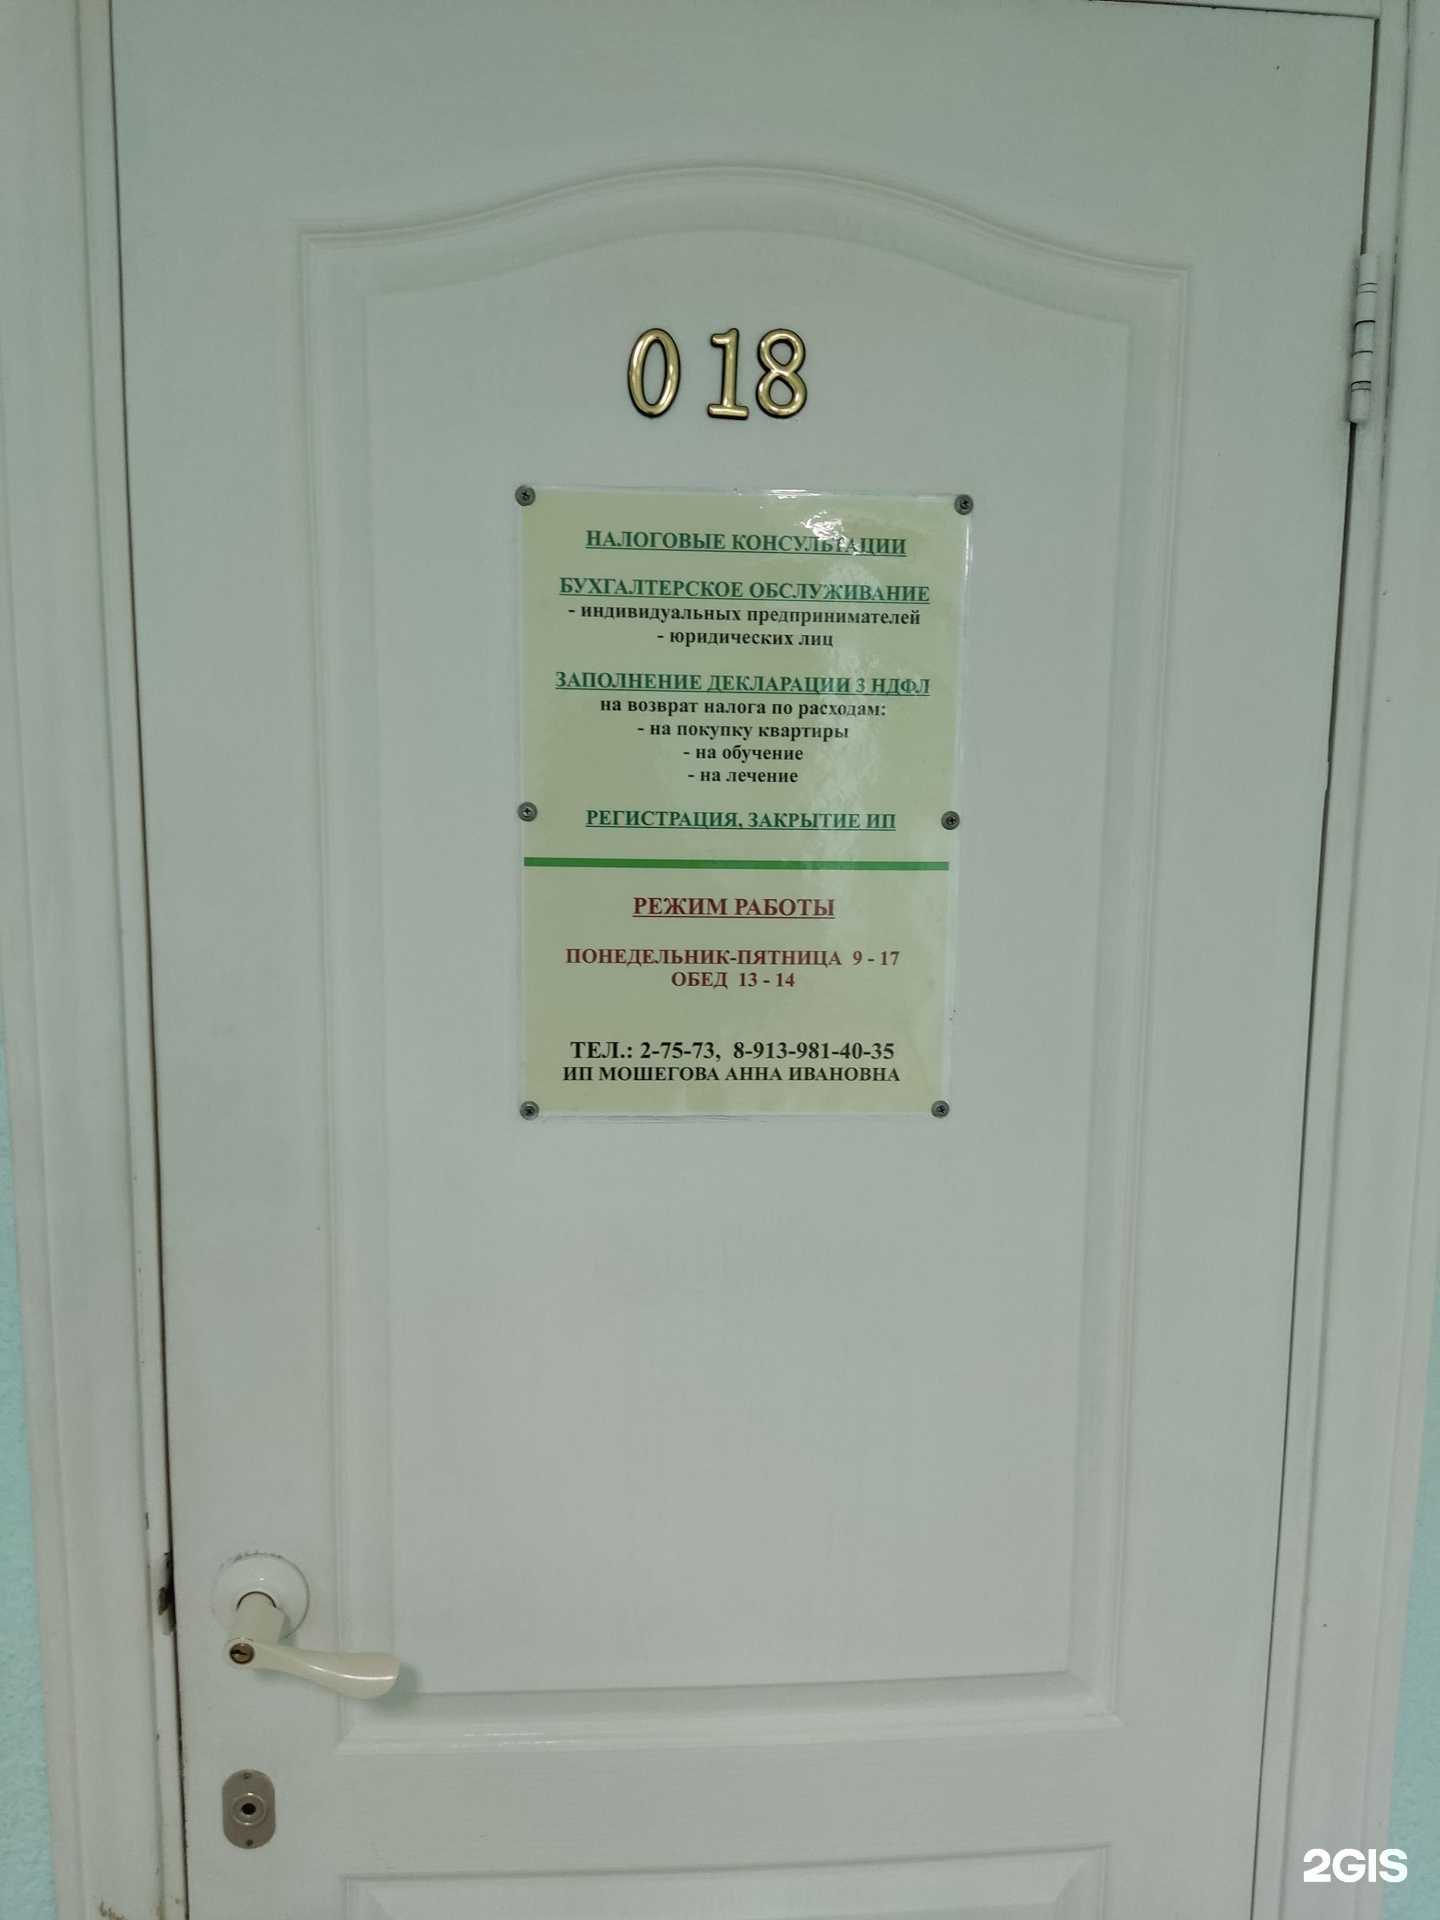 018
НАЛОГОВЫЕ КОНСУЛЬТАЦИИ
БУХГАЛТЕРСКОЕ ОБСЛУЖИВАНИЕ
- индивидуальных предпринимателей
- юридических лиц
ЗАПОЛНЕНИЕ ДЕКЛАРАЦИИ 3 НДФЛ
на возврат налога по расходам:
- на покупку квартиры
- на обучение
- на лечение
РЕГИСТРАЦИЯ, ЗАКРЫТИЕ ИП
РЕЖИМ РАБОТЫ
ПОНЕДЕЛЬНИК-ПЯТНИЦА 9 - 17
ОБЕД 13 - 14
ТЕЛ.: 2-75-73, 8-913-981-40-35
ИП МОШЕГОВА АННА ИВАНОВНА
2GIS